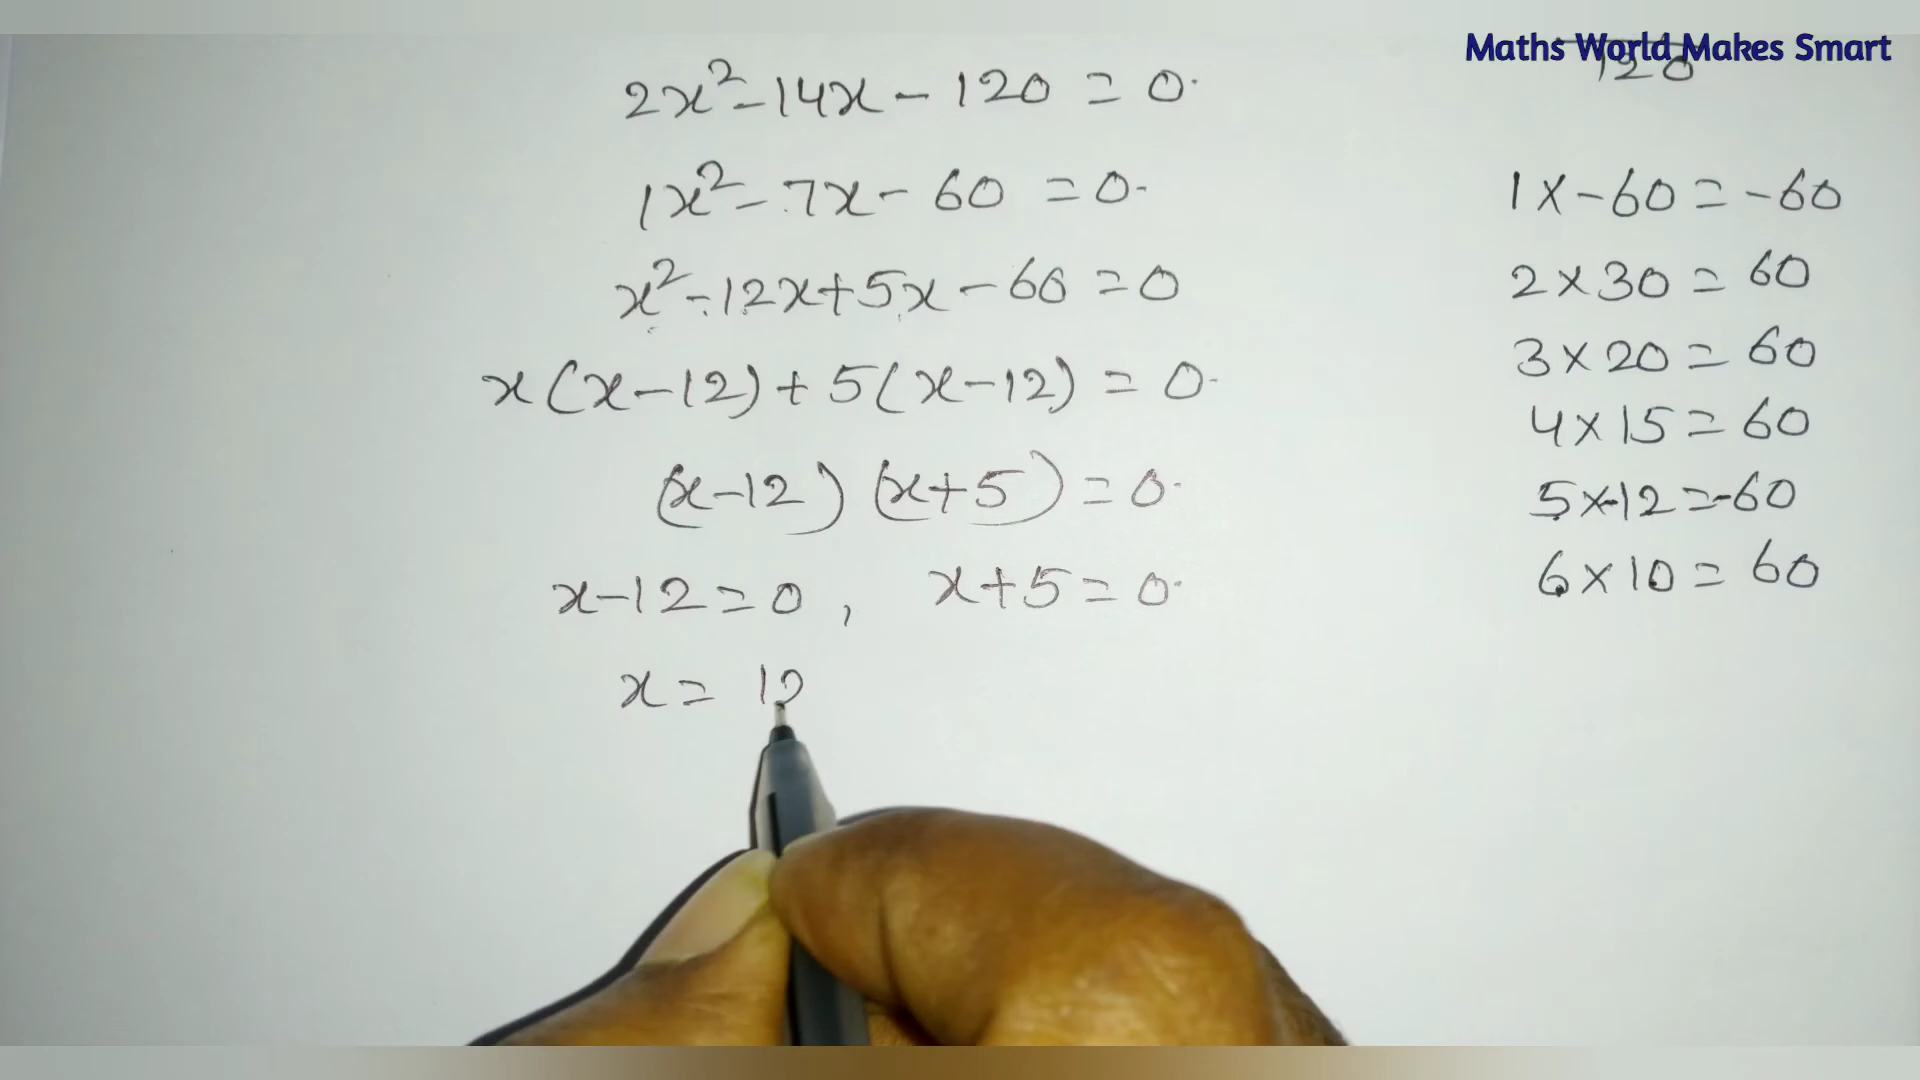 Maths World Makes Smart
120
2x² - 14x - 120 = 0.
1x² - 7x - 60 = 0.
x² - 12x + 5x - 60 = 0
x(x - 12) + 5(x - 12) = 0.
(x - 12) (x + 5) = 0.
x - 12 = 0 , x + 5 = 0.
x = 12
1 x - 60 = - 60
2 x 30 = 60
3 x 20 = 60
4 x 15 = 60
5 x -12 = -60
6 x 10 = 60